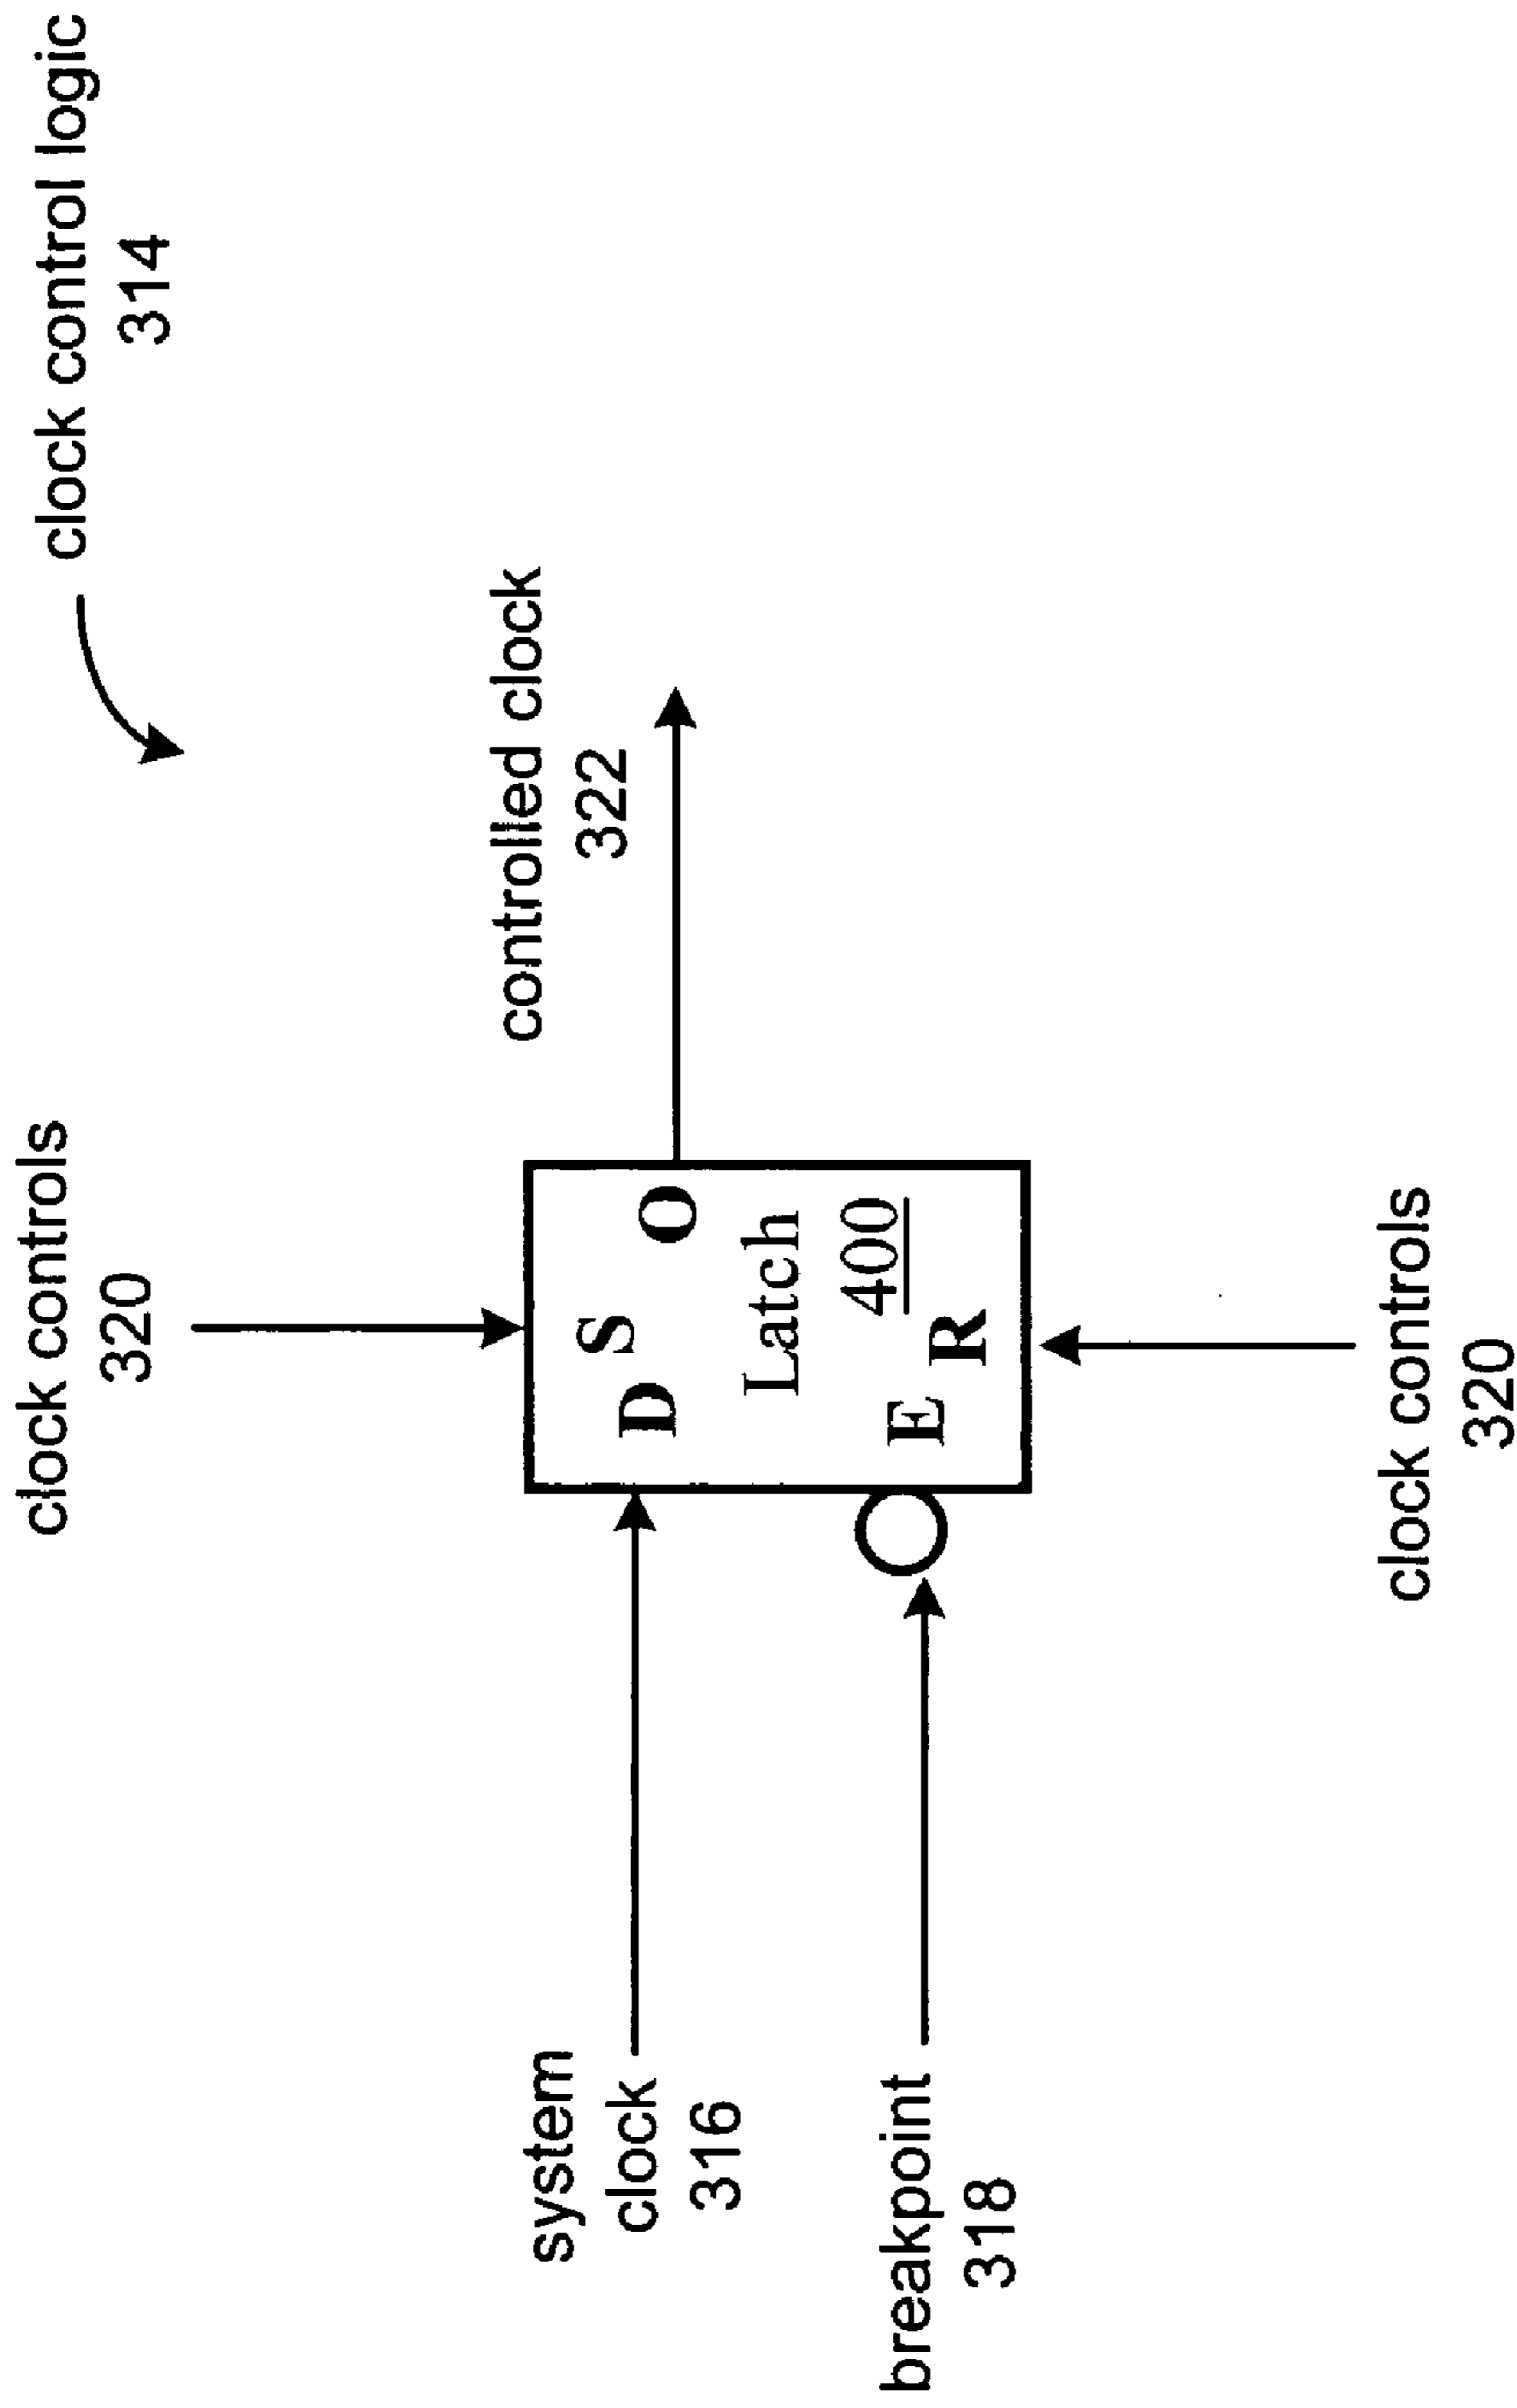 clock control logic
314
clock controls
320
controlled clock
322
system
clock
316
breakpoint
318
D
S
O
Latch
400
E
R
clock controls
320